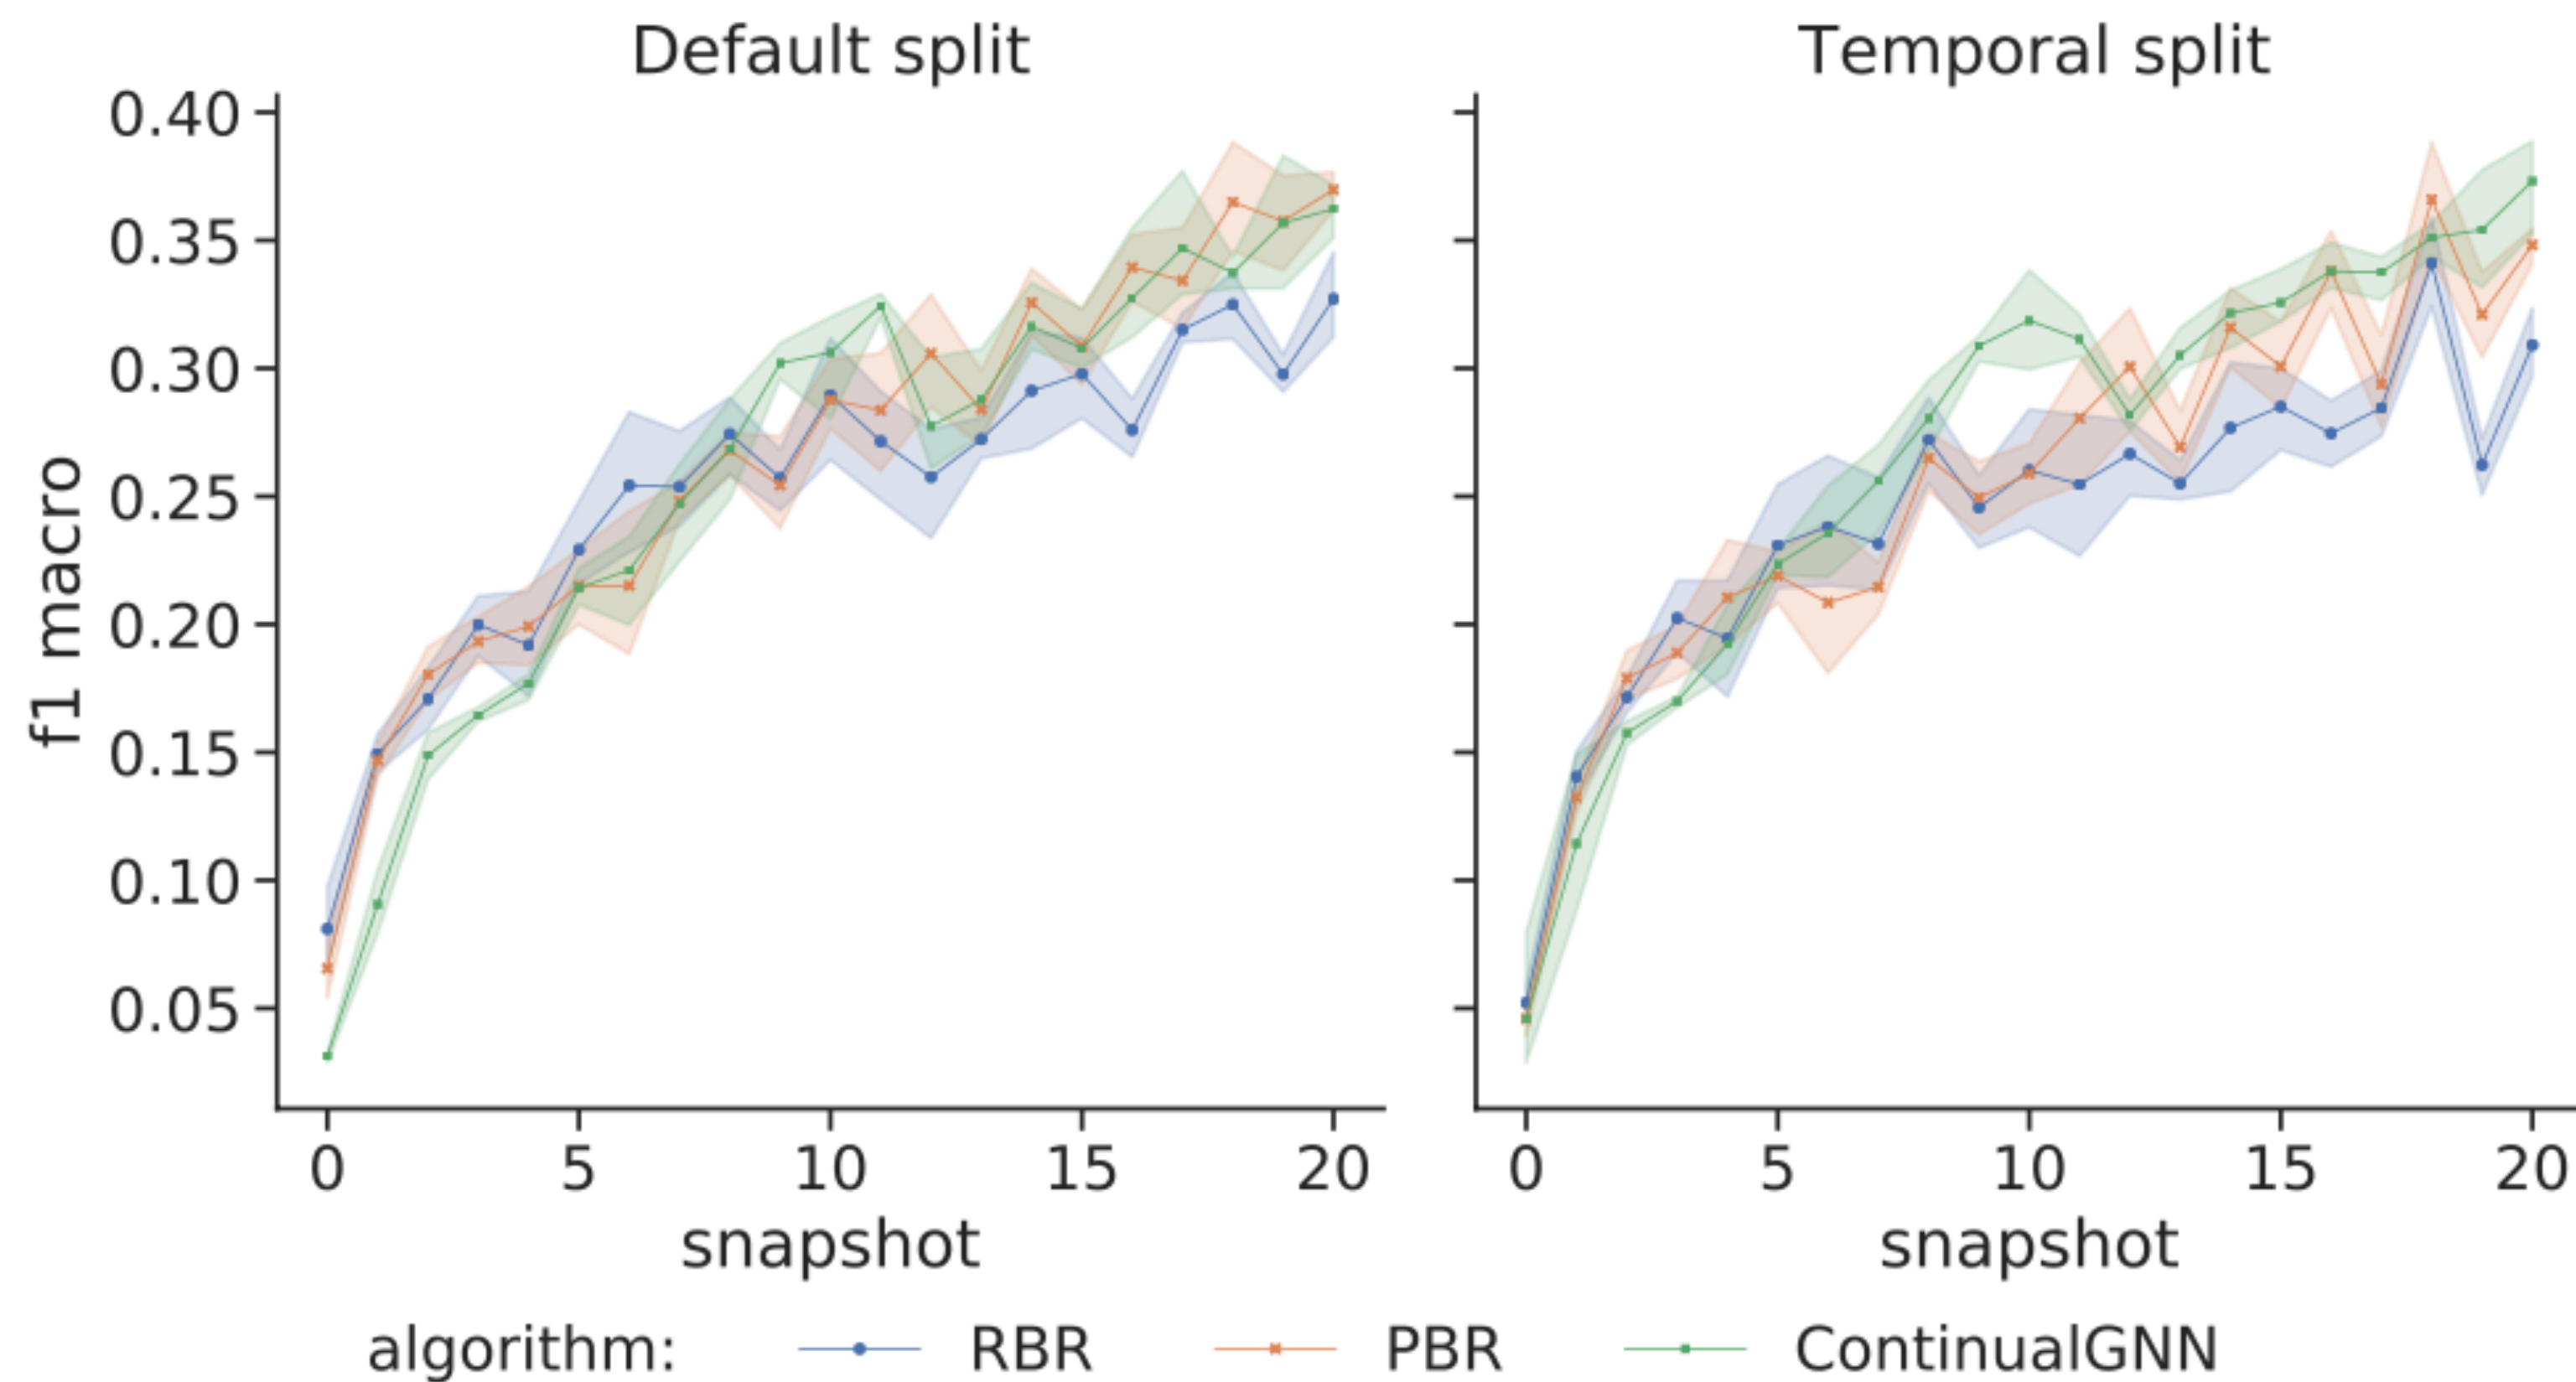 Default split
Temporal split
f1 macro
0.40
0.35
0.30
0.25
0.20
0.15
0.10
0.05
0 5 10 15 20
0 5 10 15 20
snapshot
snapshot
algorithm: RBR PBR ContinualGNN